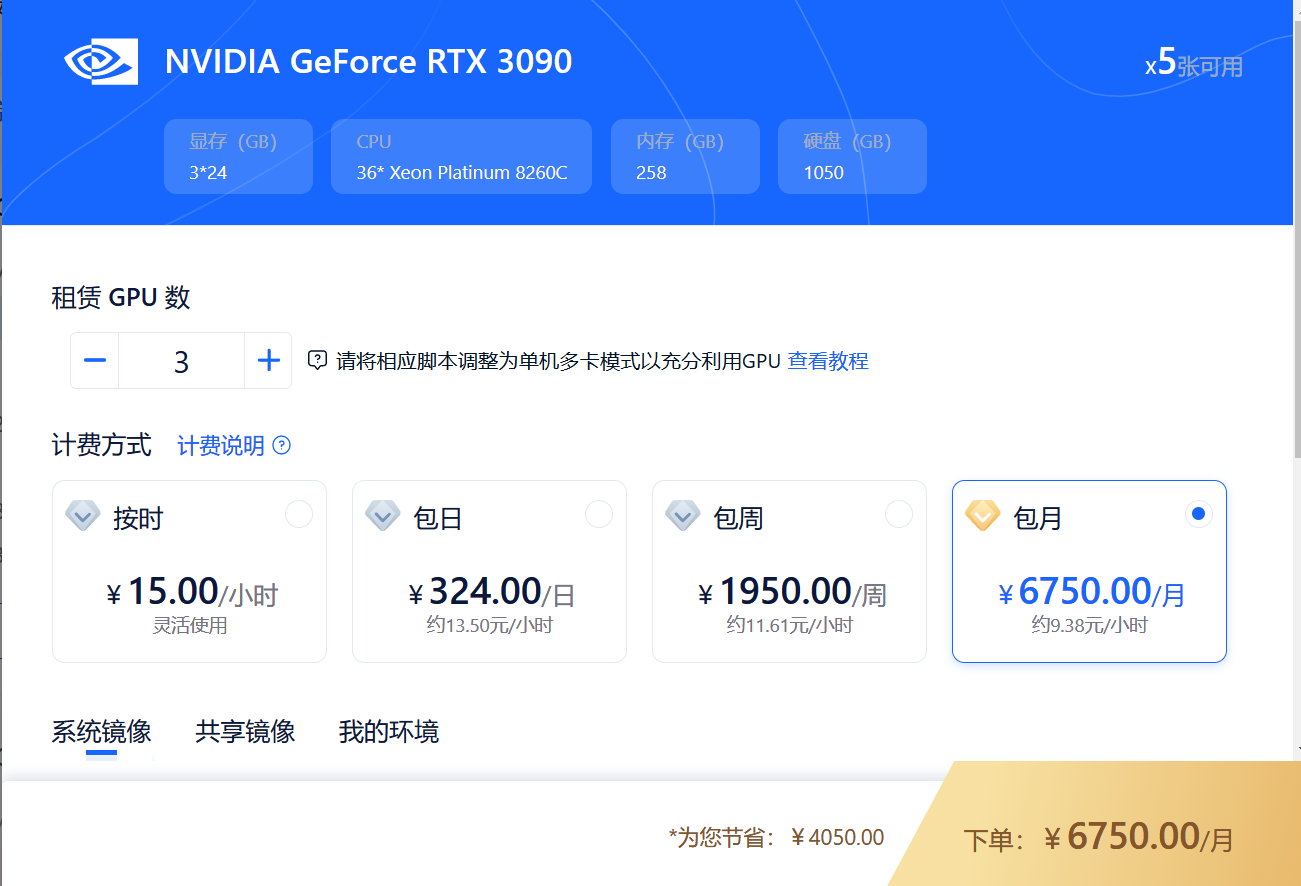 NVIDIA GeForce RTX 3090
x5张可用
显存（GB） CPU 内存（GB） 硬盘（GB）
3*24 36* Xeon Platinum 8260C 258 1050
租赁 GPU 数
3 请将相应脚本调整为单机多卡模式以充分利用GPU 查看教程
计费方式 计费说明
按时 包日 包周 包月
¥ 15.00/小时 ¥ 324.00/日 ¥ 1950.00/周 ¥ 6750.00/月
灵活使用 约13.50元/小时 约11.61元/小时 约9.38元/小时
系统镜像 共享镜像 我的环境
*为您节省： ¥ 4050.00 下单： ¥ 6750.00/月